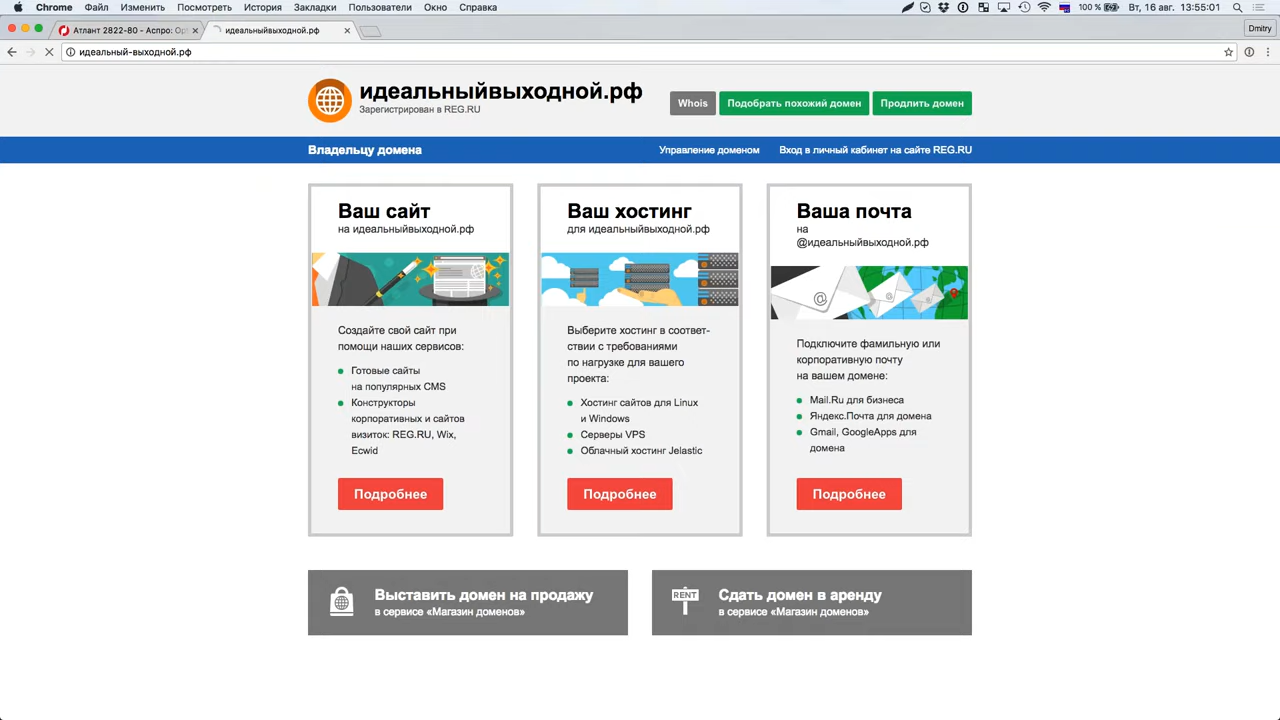 Chrome Файл Изменить Посмотреть История Закладки Пользователи Окно Справка 100 % Вт, 16 авг. 13:55:01
Атлант 2822-80 - Аспро: Opt
идеальныйвыходной.рф
Dmitry
идеальный-выходной.рф
идеальныйвыходной.рф
Зарегистрирован в REG.RU
Whois
Подобрать похожий домен
Продлить домен
Владельцу домена
Управление доменом
Вход в личный кабинет на сайте REG.RU
Ваш сайт
на идеальныйвыходной.рф
Создайте свой сайт при
помощи наших сервисов:
Готовые сайты
на популярных CMS
Конструкторы
корпоративных и сайтов
визиток: REG.RU, Wix,
Ecwid
Подробнее
Ваш хостинг
для идеальныйвыходной.рф
Выберите хостинг в соответ-
ствии с требованиями
по нагрузке для вашего
проекта:
Хостинг сайтов для Linux
и Windows
Серверы VPS
Облачный хостинг Jelastic
Подробнее
Ваша почта
на
@идеальныйвыходной.рф
@
Подключите фамильную или
корпоративную почту
на вашем домене:
Mail.Ru для бизнеса
Яндекс.Почта для домена
Gmail, GoogleApps для
домена
Подробнее
Выставить домен на продажу
в сервисе «Магазин доменов»
RENT
Сдать домен в аренду
в сервисе «Магазин доменов»